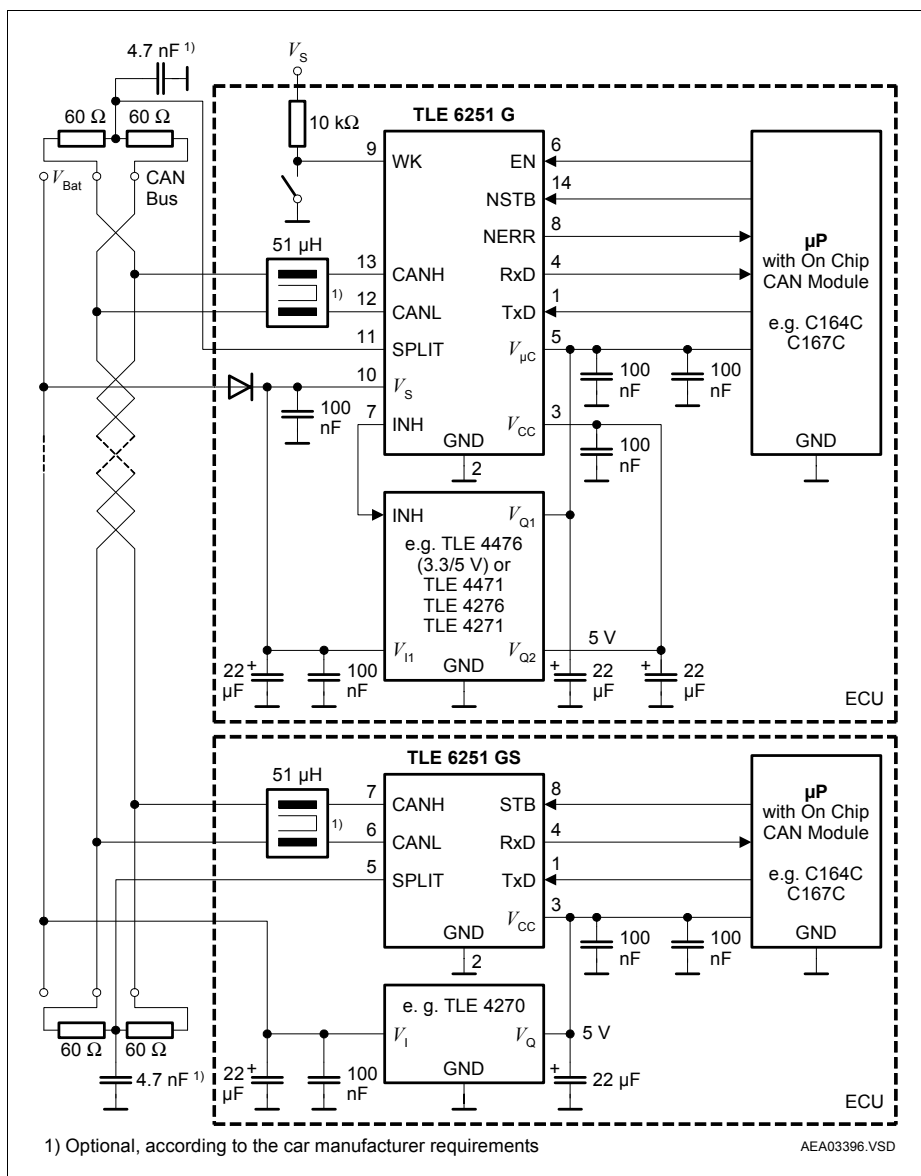 4.7 nF 1)
V_S
60 Ω 60 Ω
TLE 6251 G
10 kΩ
V_Bat
CAN
Bus
9 WK
EN 6
NSTB 14
NERR 8
51 µH
1)
13 CANH
RxD 4
12 CANL
TxD 1
11 SPLIT
V_µC 5
10 V_S
100
nF
7 INH
V_CC 3
GND
2
100
nF
100
nF
100
nF
µP
with On Chip
CAN Module
e.g. C164C
C167C
GND
INH
V_Q1
e.g. TLE 4476
(3.3/5 V) or
TLE 4471
TLE 4276
TLE 4271
V_I1
V_Q2
5 V
GND
22
µF
+
100
nF
+
22
µF
+
22
µF
ECU
TLE 6251 GS
51 µH
1)
7 CANH
STB 8
6 CANL
RxD 4
5 SPLIT
TxD 1
V_CC 3
GND
2
100
nF
100
nF
µP
with On Chip
CAN Module
e.g. C164C
C167C
GND
e. g. TLE 4270
V_I
V_Q
5 V
GND
60 Ω 60 Ω
4.7 nF 1)
22
µF
+
100
nF
+
22 µF
ECU
1) Optional, according to the car manufacturer requirements
AEA03396.VSD